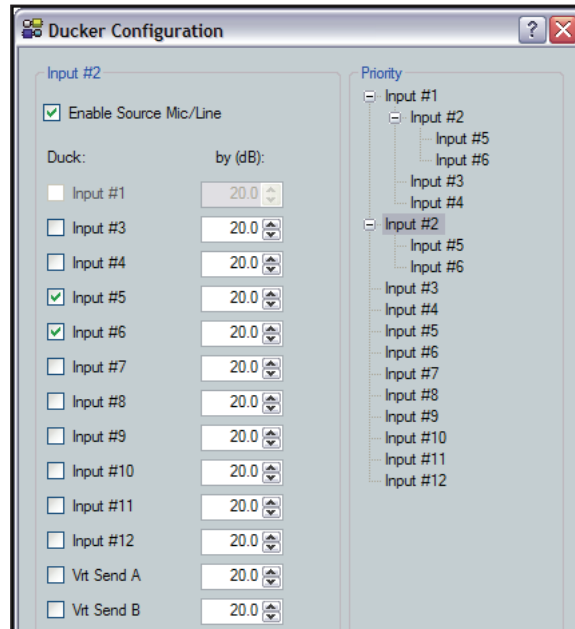 Ducker Configuration
?
Input #2
Enable Source Mic/Line
Duck: by (dB):
Input #1 20.0
Input #3 20.0
Input #4 20.0
Input #5 20.0
Input #6 20.0
Input #7 20.0
Input #8 20.0
Input #9 20.0
Input #10 20.0
Input #11 20.0
Input #12 20.0
Vrt Send A 20.0
Vrt Send B 20.0
Priority
Input #1
Input #2
Input #5
Input #6
Input #3
Input #4
Input #2
Input #5
Input #6
Input #3
Input #4
Input #5
Input #6
Input #7
Input #8
Input #9
Input #10
Input #11
Input #12